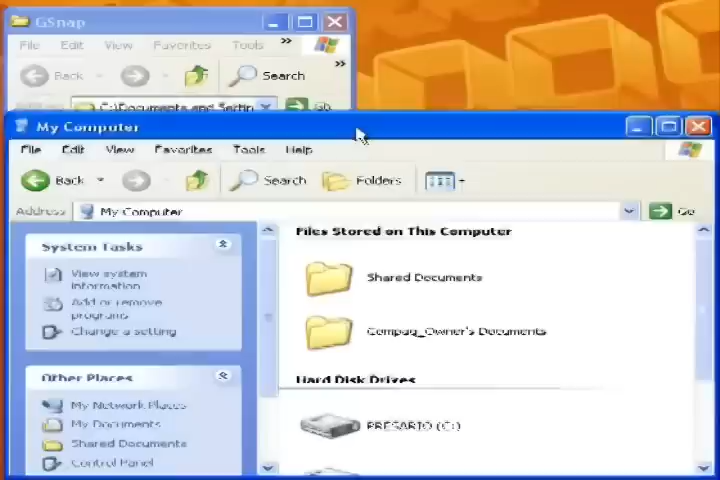 GSnap
File Edit View Favorites Tools »
Back Search »
Address C:\Documents and Settin Go
My Computer
File Edit View Favorites Tools Help
Back Search Folders
Address My Computer Go
System Tasks
View system
information
Add or remove
programs
Change a setting
Other Places
My Network Places
My Documents
Shared Documents
Control Panel
Files Stored on This Computer
Shared Documents
Compaq_Owner's Documents
Hard Disk Drives
PRESARIO (C:)